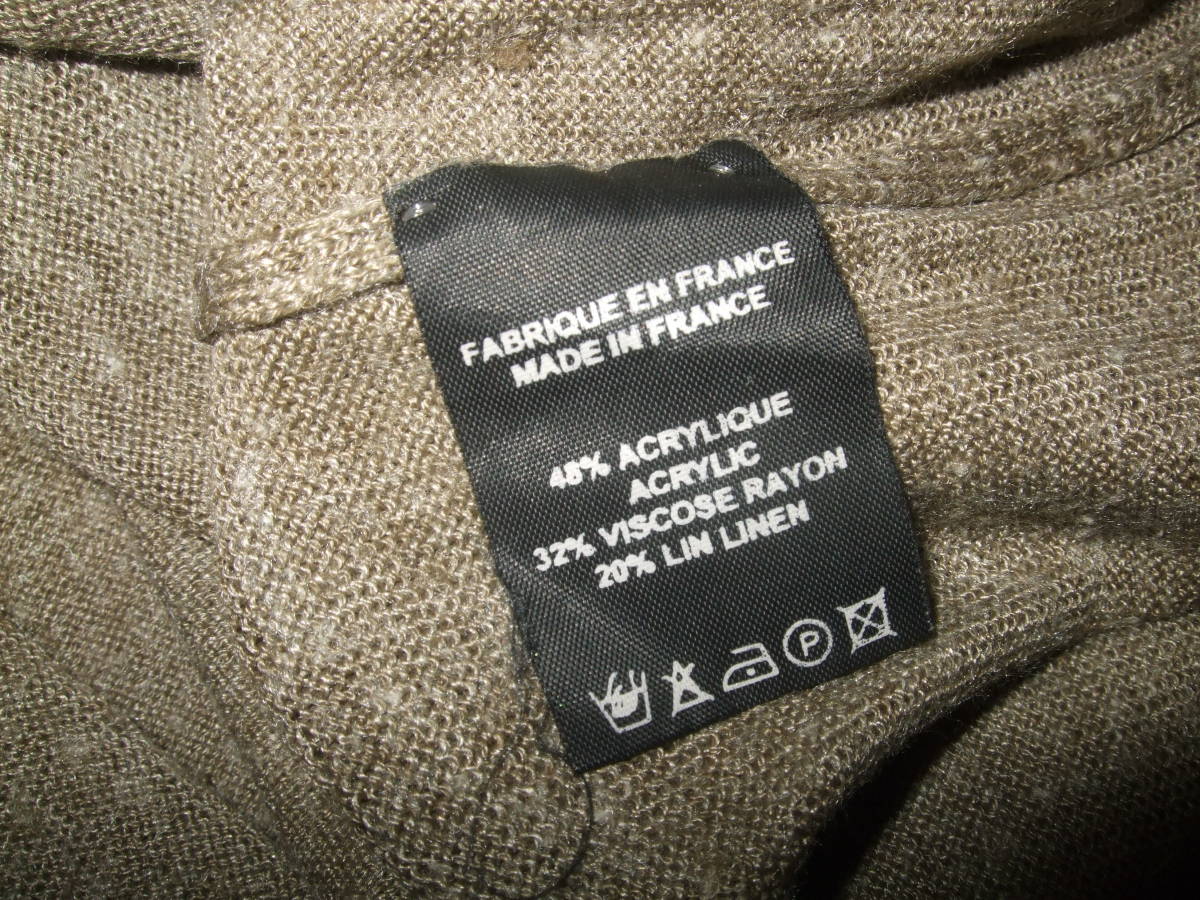 FABRIQUE EN FRANCE
MADE IN FRANCE
48% ACRYLIQUE
ACRYLIC
32% VISCOSE RAYON
20% LIN LINEN
P